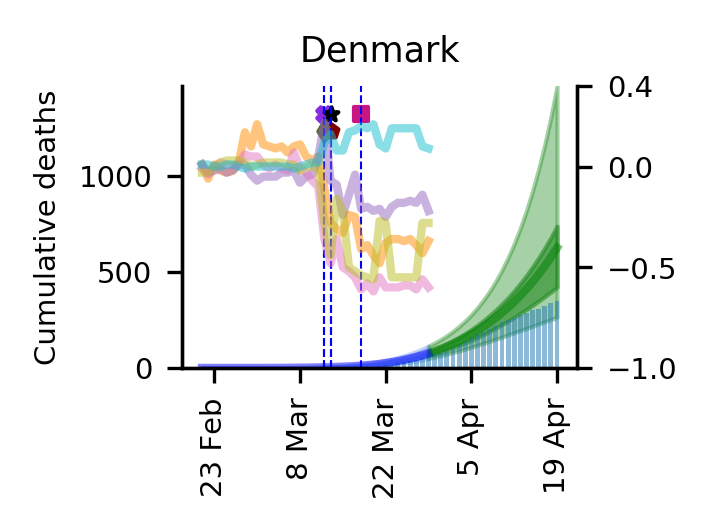 Denmark
Cumulative deaths
1000
500
0
0.4
0.0
−0.5
−1.0
23 Feb
8 Mar
22 Mar
5 Apr
19 Apr